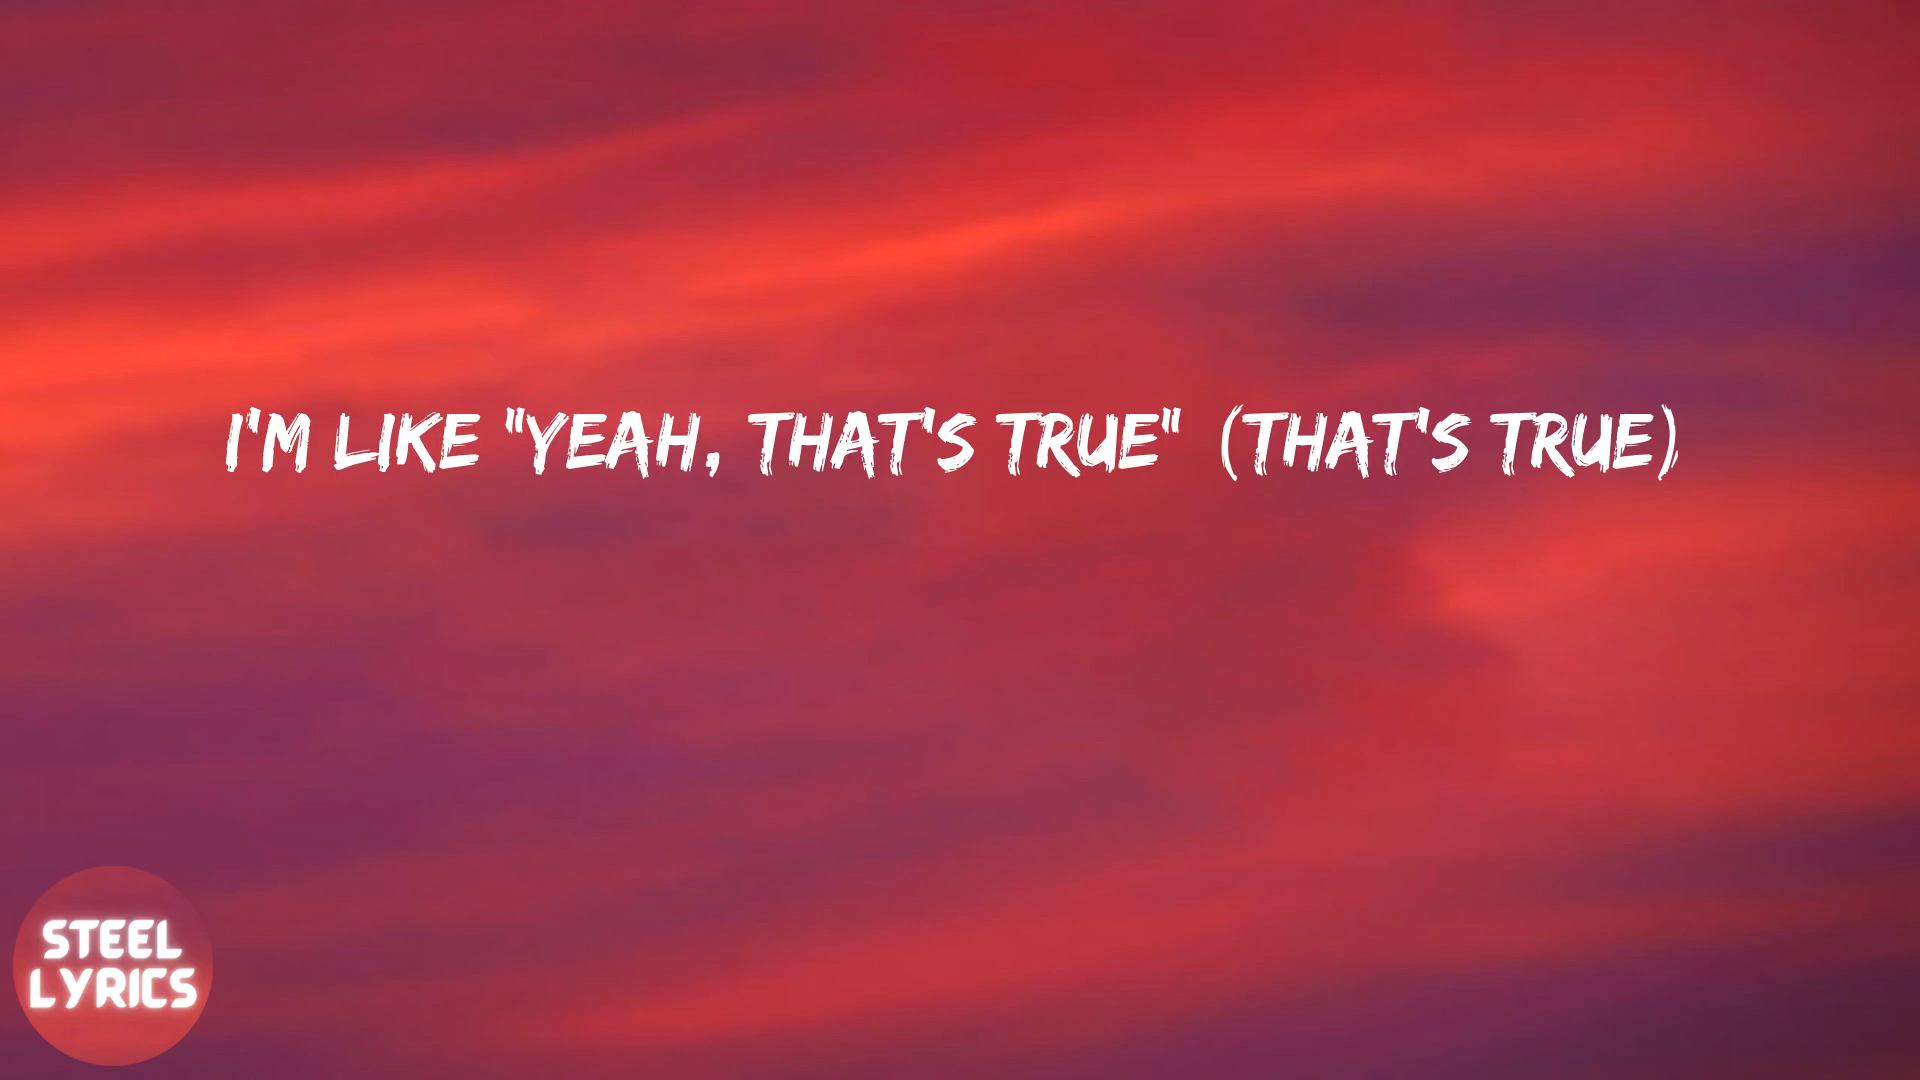 I'M LIKE "YEAH, THAT'S TRUE" (THAT'S TRUE)
STEEL
LYRICS